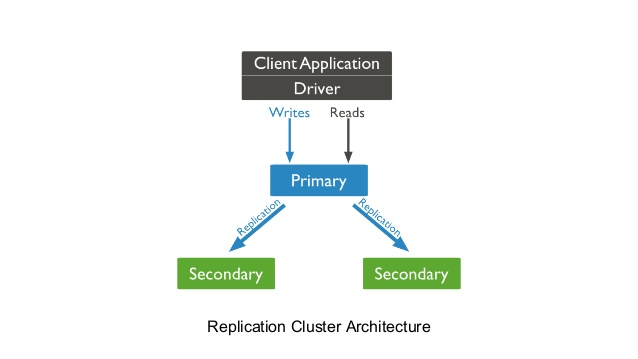 Client Application
Driver
Writes
Reads
Primary
Replication
Replication
Secondary
Secondary
Replication Cluster Architecture